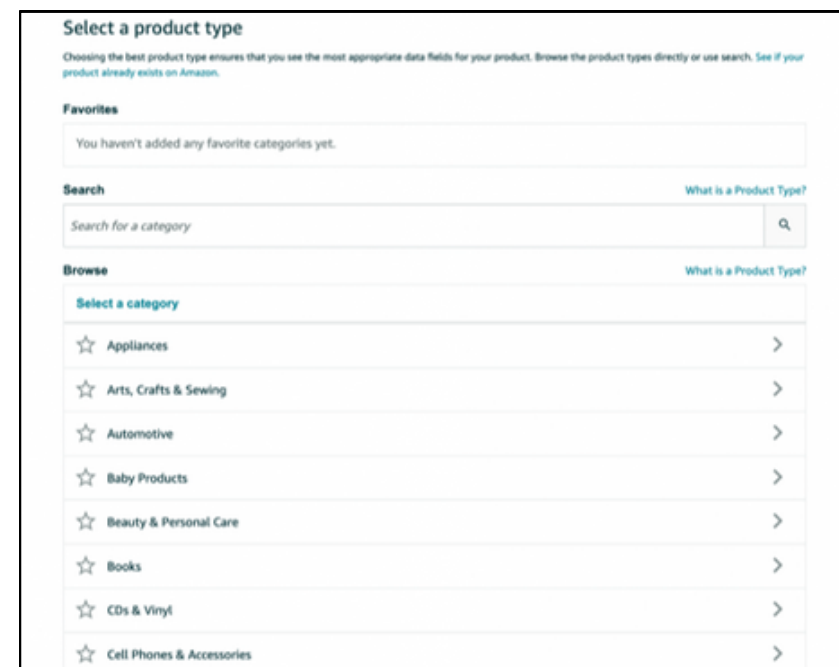 Select a product type
Choosing the best product type ensures that you see the most appropriate data fields for your product. Browse the product types directly or use search. See if your
product already exists on Amazon.
Favorites
You haven't added any favorite categories yet.
Search What is a Product Type?
Search for a category
Browse What is a Product Type?
Select a category
Appliances
Arts, Crafts & Sewing
Automotive
Baby Products
Beauty & Personal Care
Books
CDs & Vinyl
Cell Phones & Accessories